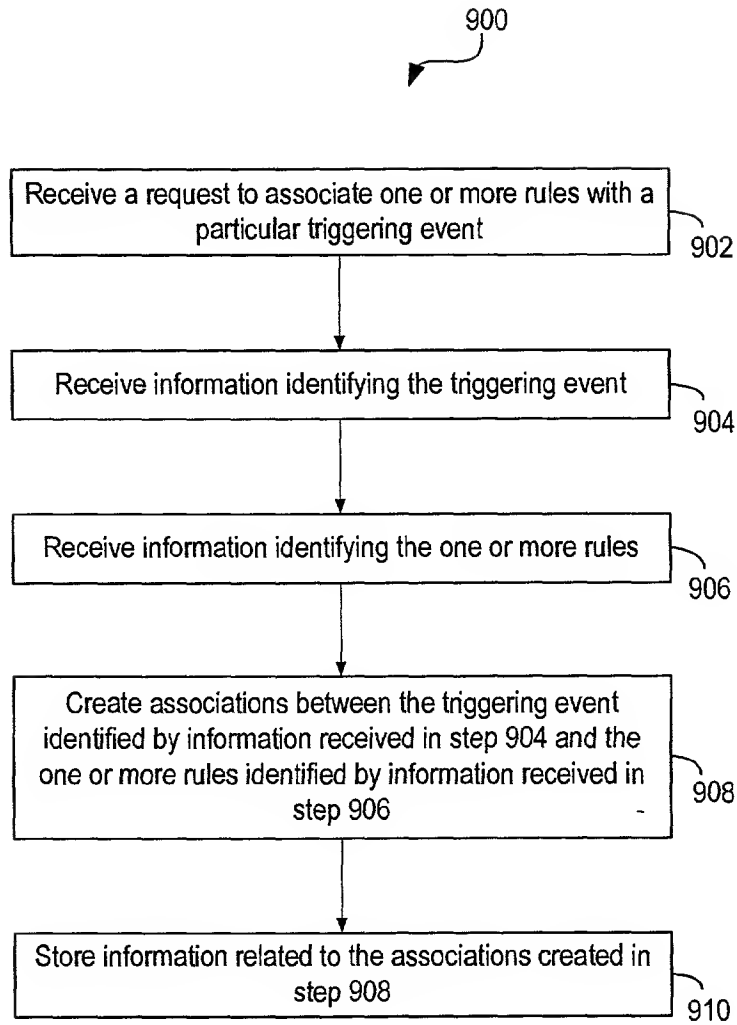 900
Receive a request to associate one or more rules with a
particular triggering event
902
Receive information identifying the triggering event
904
Receive information identifying the one or more rules
906
Create associations between the triggering event
identified by information received in step 904 and the
one or more rules identified by information received in
step 906
908
Store information related to the associations created in
step 908
910